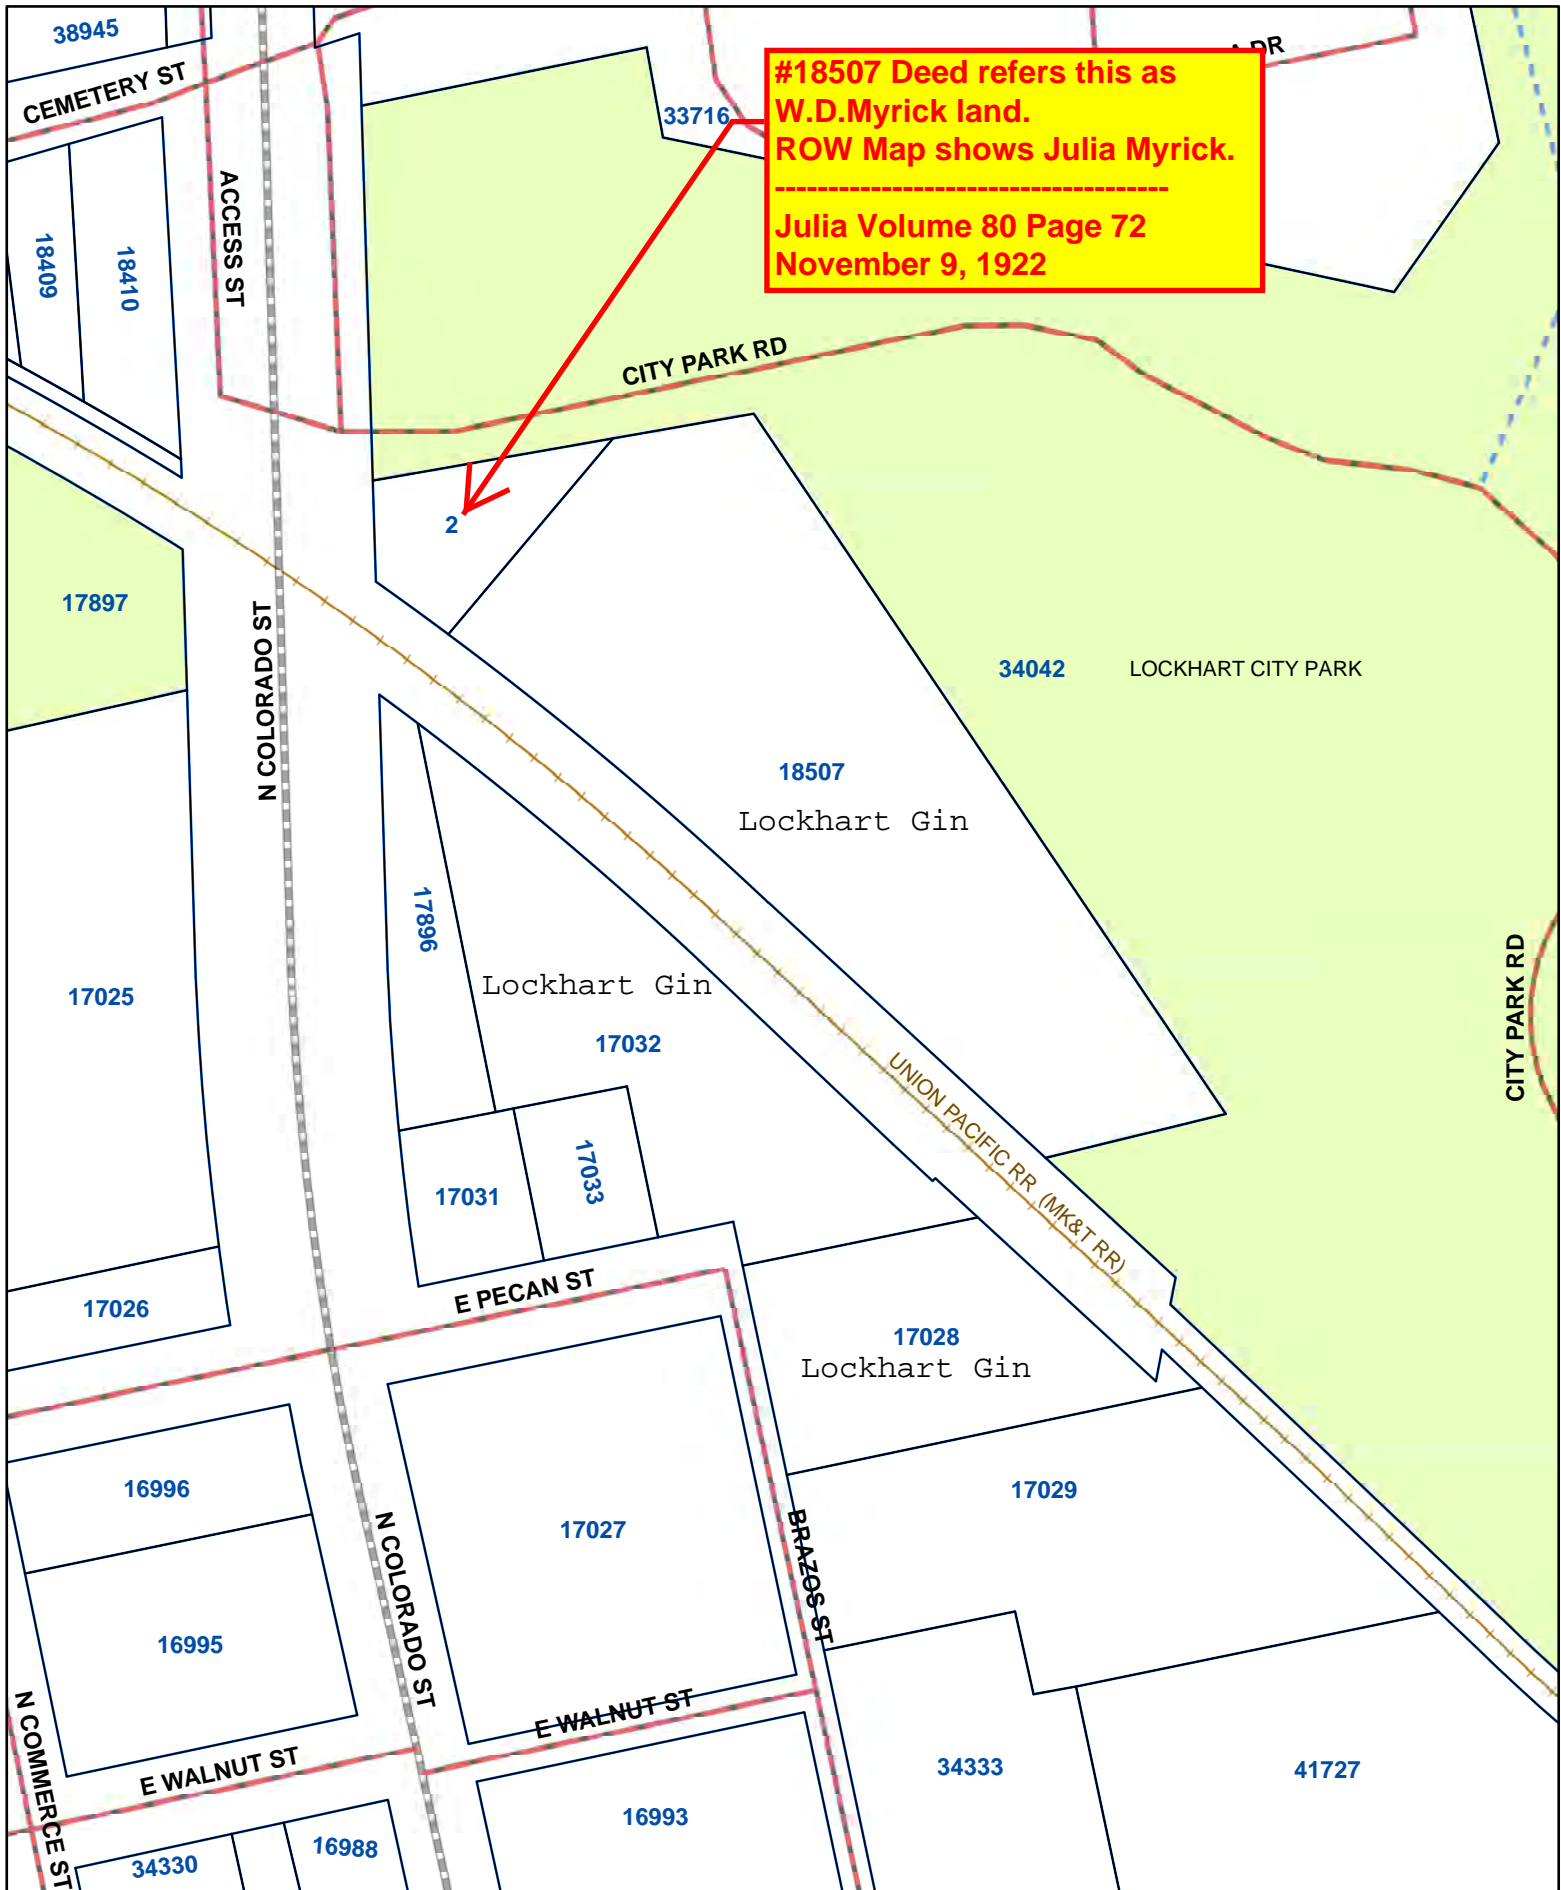 38945
CEMETERY ST
33716
DR
#18507 Deed refers this as
W.D.Myrick land.
ROW Map shows Julia Myrick.
-------------------------------------
Julia Volume 80 Page 72
November 9, 1922
18409
18410
ACCESS ST
CITY PARK RD
2
17897
N COLORADO ST
34042
LOCKHART CITY PARK
18507
Lockhart Gin
17896
17025
Lockhart Gin
17032
CITY PARK RD
UNION PACIFIC RR (MK&T RR)
17031
17033
E PECAN ST
17026
17028
Lockhart Gin
16996
17027
17029
N COLORADO ST
BRAZOS ST
16995
N COMMERCE ST
E WALNUT ST
E WALNUT ST
34333
41727
16993
16988
34330